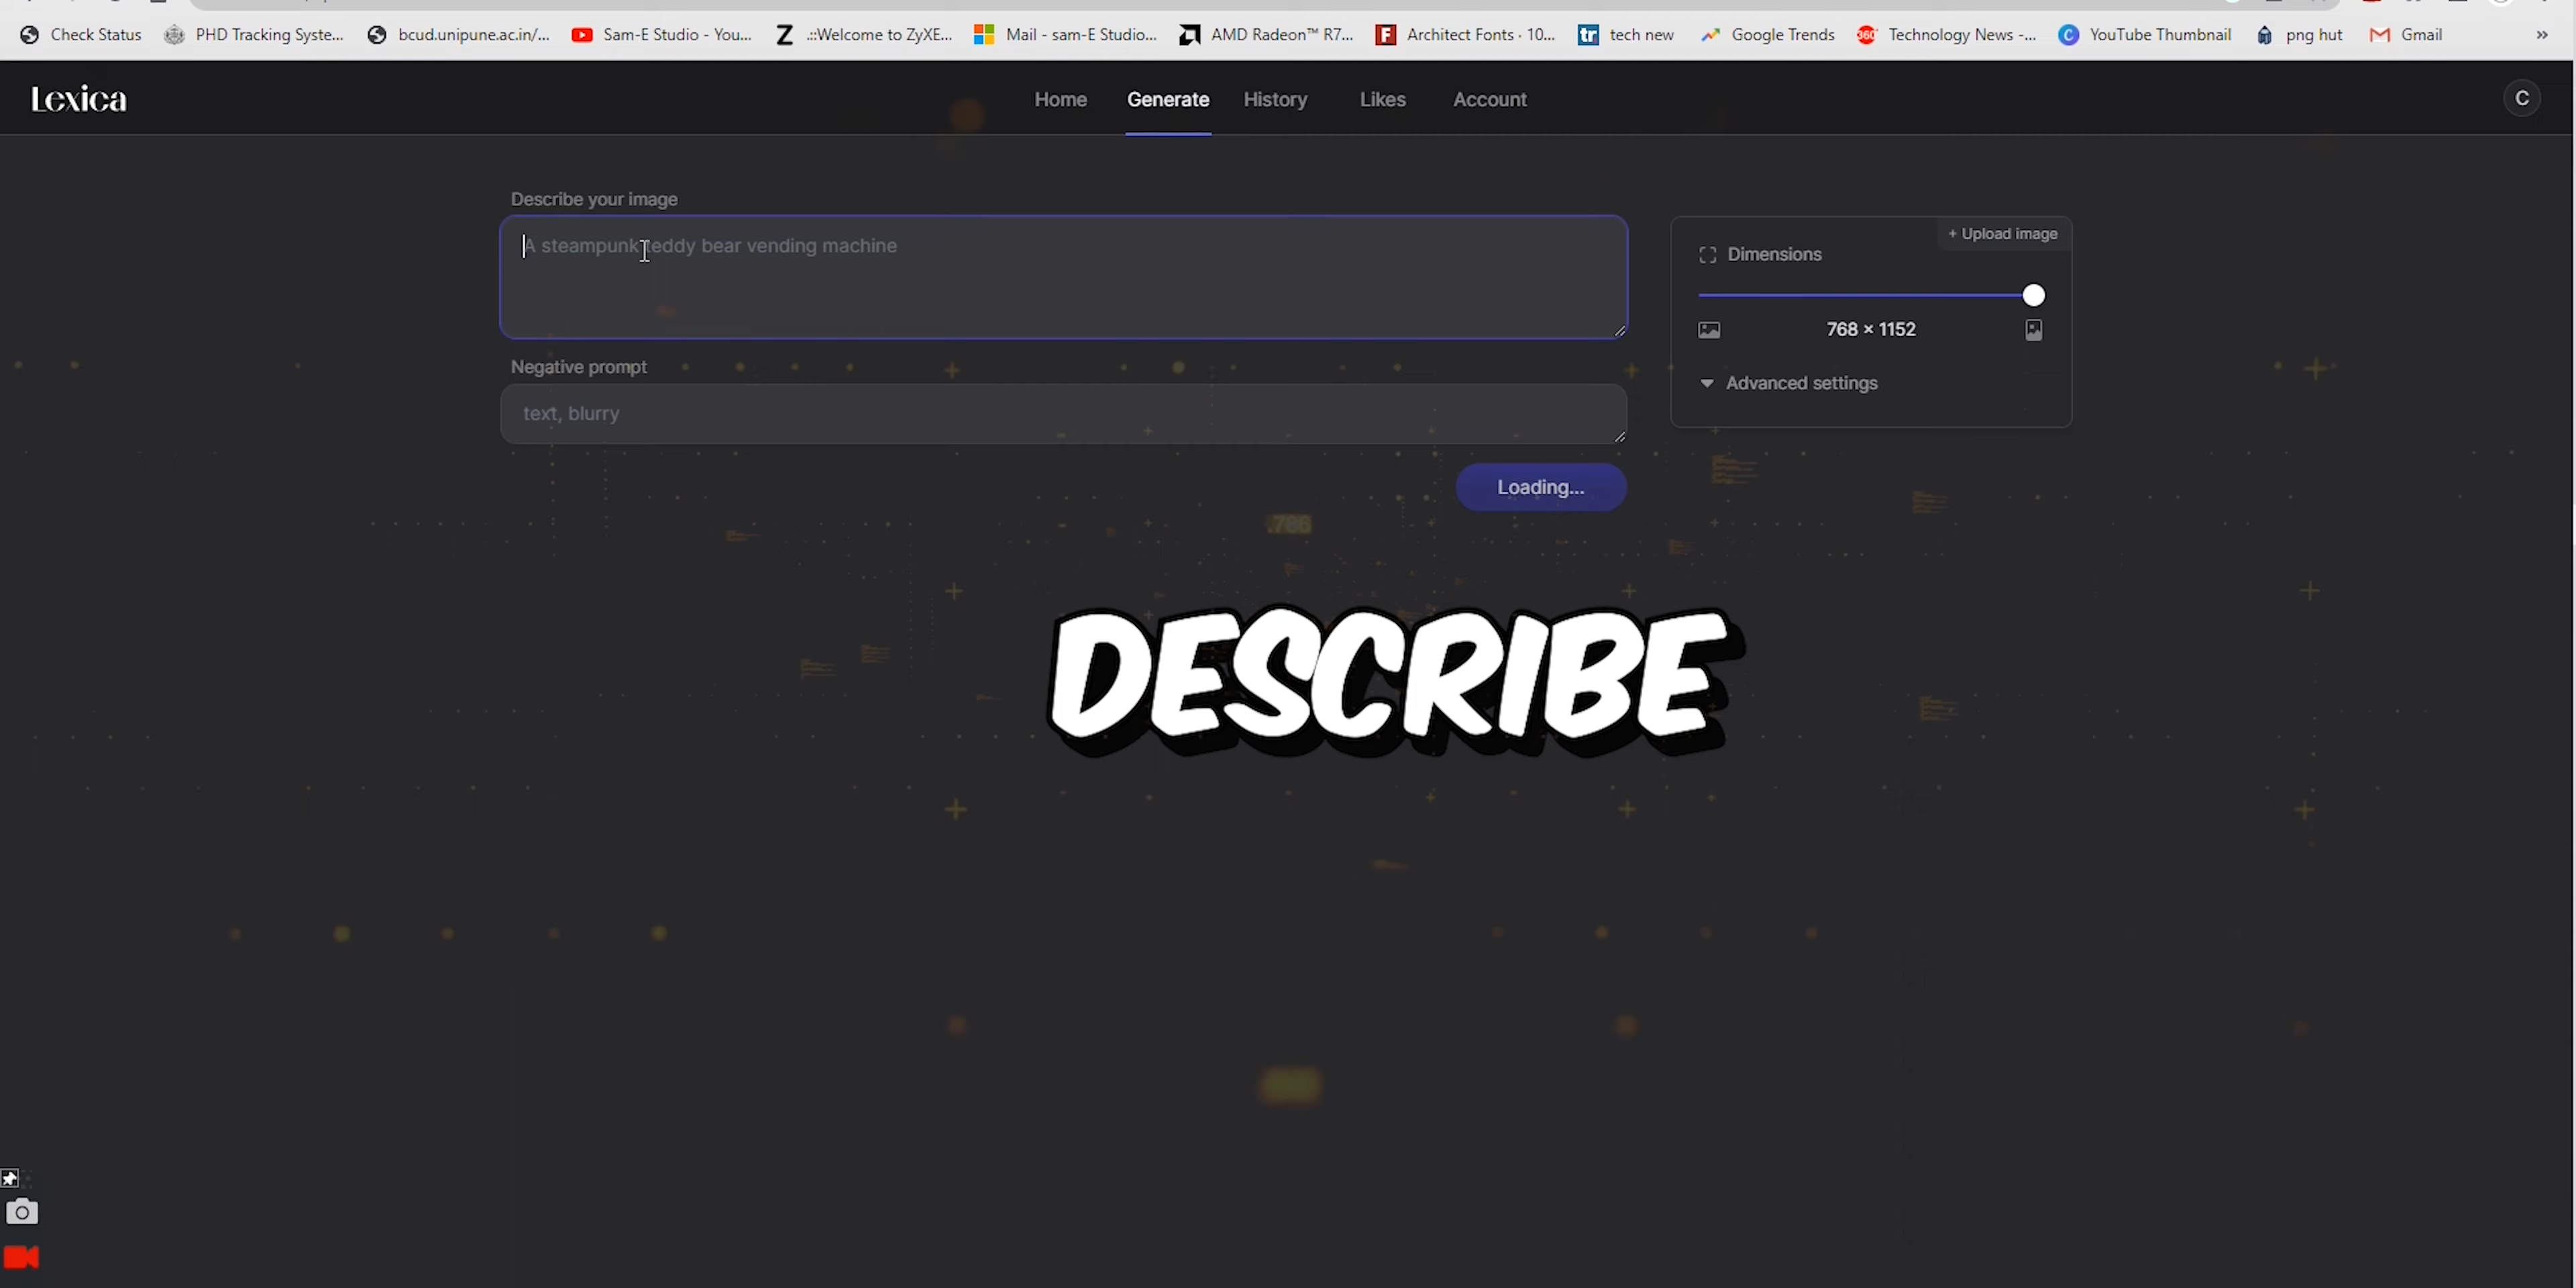 Check Status PHD Tracking Syste... bcud.unipune.ac.in/... Sam-E Studio - You... .::Welcome to ZyXE... Mail - sam-E Studio... AMD Radeon™ R7... Architect Fonts · 10... tech new Google Trends Technology News -... YouTube Thumbnail png hut Gmail »
Lexica Home Generate History Likes Account C
Describe your image
A steampunk teddy bear vending machine
+ Upload image
Dimensions
768 × 1152
Negative prompt
Advanced settings
text, blurry
Loading...
.786
DESCRIBE